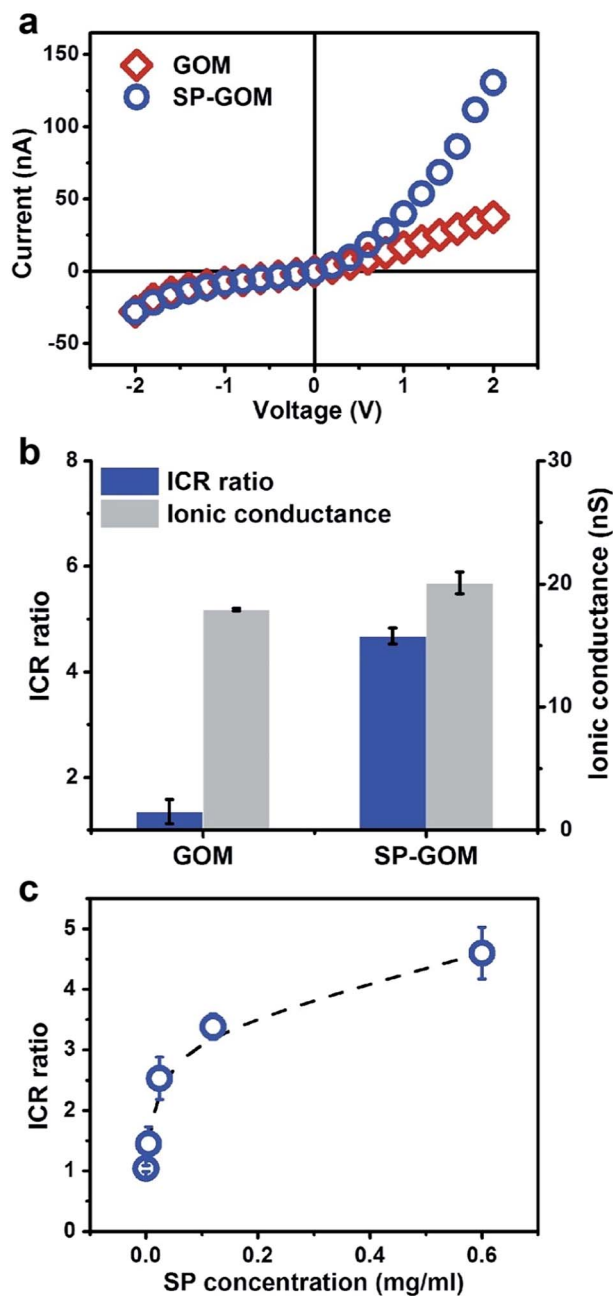 a
GOM
SP-GOM
Current (nA)
150
100
50
0
-50
-2
-1
0
1
2
Voltage (V)
b
ICR ratio
Ionic conductance
ICR ratio
8
6
4
2
30
20
10
0
Ionic conductance (nS)
GOM
SP-GOM
c
ICR ratio
5
4
3
2
1
0
0.0
0.2
0.4
0.6
SP concentration (mg/ml)